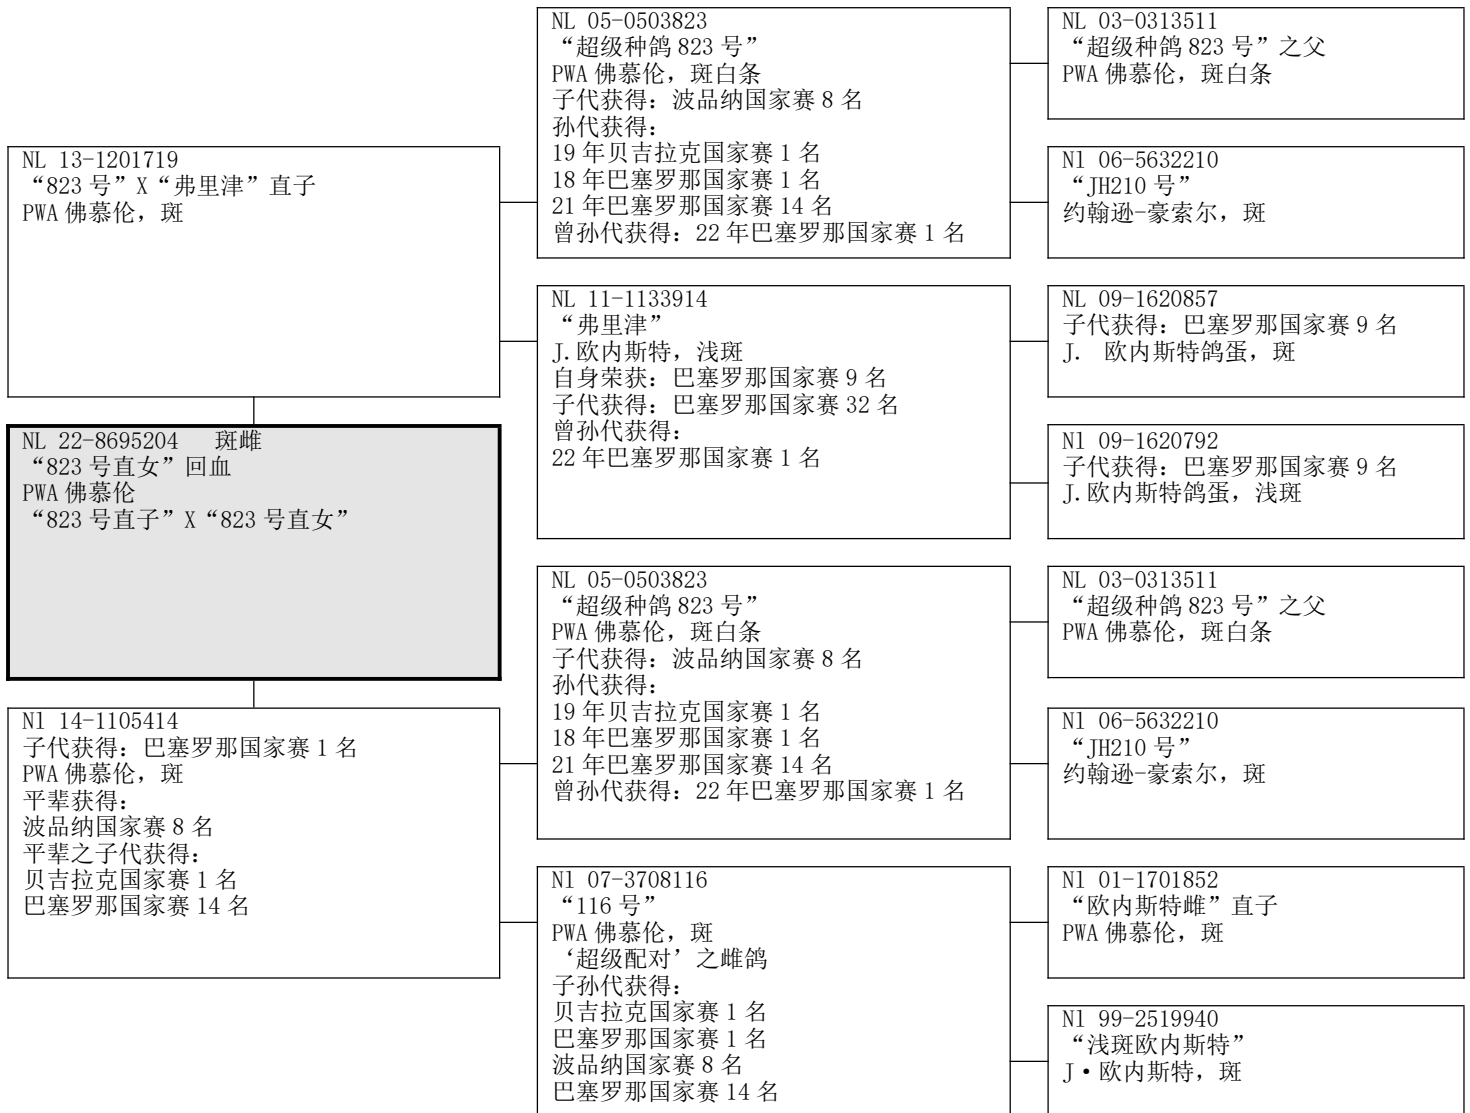 NL 13-1201719
“823 号”X“弗里津”直子
PWA 佛慕伦，斑
NL 22-8695204 斑雌
“823 号直女”回血
PWA 佛慕伦
“823 号直子”X“823 号直女”
Nl 14-1105414
子代获得：巴塞罗那国家赛 1 名
PWA 佛慕伦，斑
平辈获得：
波品纳国家赛 8 名
平辈之子代获得：
贝吉拉克国家赛 1 名
巴塞罗那国家赛 14 名
NL 05-0503823
“超级种鸽 823 号”
PWA 佛慕伦，斑白条
子代获得：波品纳国家赛 8 名
孙代获得：
19 年贝吉拉克国家赛 1 名
18 年巴塞罗那国家赛 1 名
21 年巴塞罗那国家赛 14 名
曾孙代获得：22 年巴塞罗那国家赛 1 名
NL 11-1133914
“弗里津”
J.欧内斯特，浅斑
自身荣获：巴塞罗那国家赛 9 名
子代获得：巴塞罗那国家赛 32 名
曾孙代获得：
22 年巴塞罗那国家赛 1 名
NL 05-0503823
“超级种鸽 823 号”
PWA 佛慕伦，斑白条
子代获得：波品纳国家赛 8 名
孙代获得：
19 年贝吉拉克国家赛 1 名
18 年巴塞罗那国家赛 1 名
21 年巴塞罗那国家赛 14 名
曾孙代获得：22 年巴塞罗那国家赛 1 名
Nl 07-3708116
“116 号”
PWA 佛慕伦，斑
‘超级配对’之雌鸽
子孙代获得：
贝吉拉克国家赛 1 名
巴塞罗那国家赛 1 名
波品纳国家赛 8 名
巴塞罗那国家赛 14 名
NL 03-0313511
“超级种鸽 823 号”之父
PWA 佛慕伦，斑白条
Nl 06-5632210
“JH210 号”
约翰逊-豪索尔，斑
NL 09-1620857
子代获得：巴塞罗那国家赛 9 名
J. 欧内斯特鸽蛋，斑
Nl 09-1620792
子代获得：巴塞罗那国家赛 9 名
J.欧内斯特鸽蛋，浅斑
NL 03-0313511
“超级种鸽 823 号”之父
PWA 佛慕伦，斑白条
Nl 06-5632210
“JH210 号”
约翰逊-豪索尔，斑
Nl 01-1701852
“欧内斯特雌”直子
PWA 佛慕伦，斑
Nl 99-2519940
“浅斑欧内斯特”
J·欧内斯特，斑